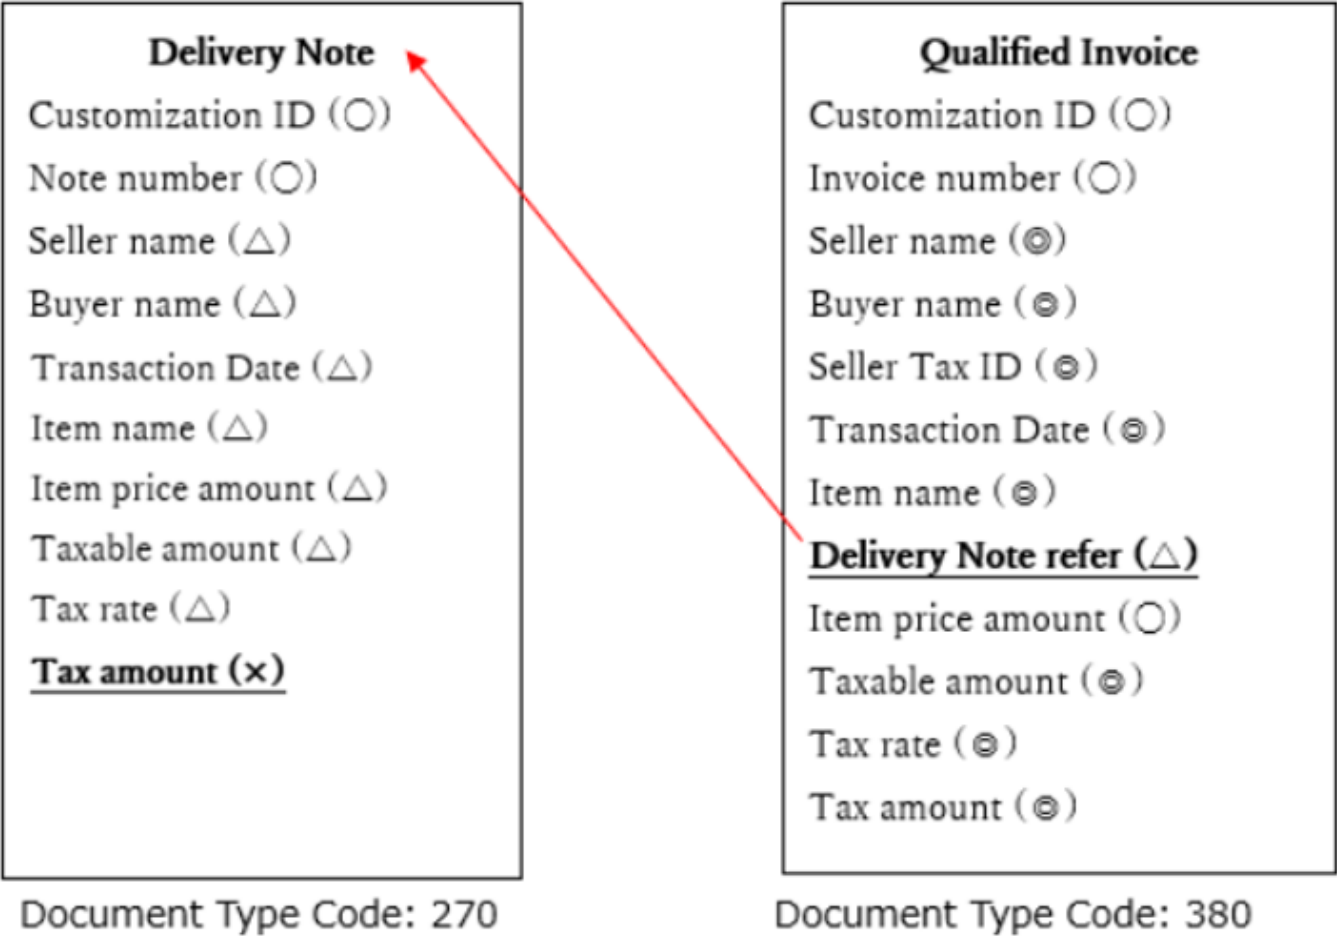 Delivery Note
Customization ID (○)
Note number (○)
Seller name (△)
Buyer name (△)
Transaction Date (△)
Item name (△)
Item price amount (△)
Taxable amount (△)
Tax rate (△)
Tax amount (×)
Document Type Code: 270
Qualified Invoice
Customization ID (○)
Invoice number (○)
Seller name (◎)
Buyer name (◎)
Seller Tax ID (◎)
Transaction Date (◎)
Item name (◎)
Delivery Note refer (△)
Item price amount (○)
Taxable amount (◎)
Tax rate (◎)
Tax amount (◎)
Document Type Code: 380